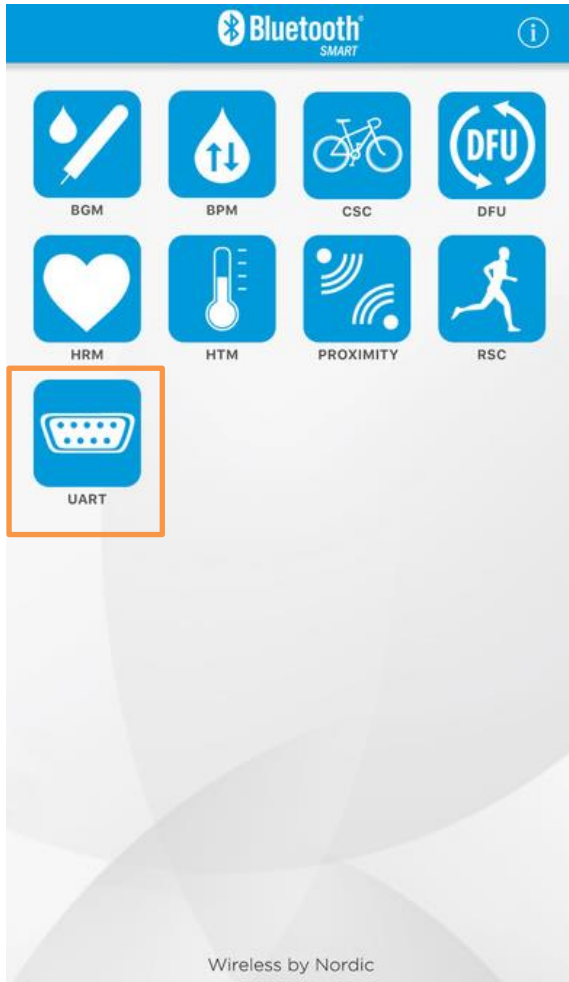 Bluetooth®
SMART
i
BGM
BPM
CSC
DFU
DFU
HRM
HTM
PROXIMITY
RSC
UART
Wireless by Nordic